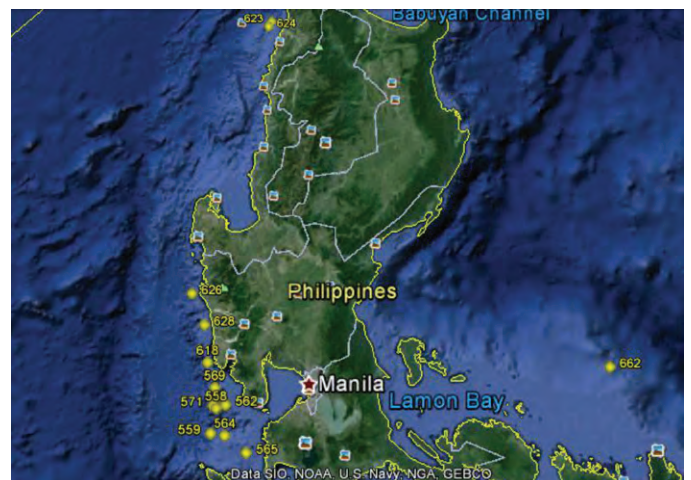 Babuyan Channel
623
624
626
Philippines
628
618
662
569
Manila
571
558
562
Lamon Bay
559
564
565
Data SIO, NOAA, U.S. Navy, NGA, GEBCO